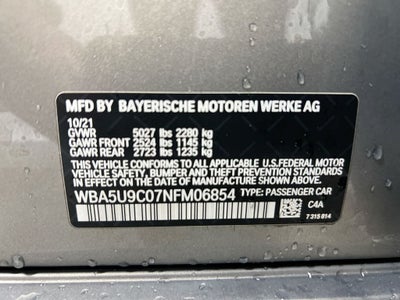 MFD BY BAYERISCHE MOTOREN WERKE AG
10/21
GVWR 5027 lbs 2280 kg
GAWR FRONT 2524 lbs 1145 kg
GAWR REAR 2723 lbs 1235 kg
THIS VEHICLE CONFORMS TO ALL APPLICABLE U.S.FEDERAL MOTOR
VEHICLE SAFETY, BUMPER, AND THEFT PREVENTION STANDARDS
IN EFFECT ON THE DATE OF MANUFACTURE SHOWN ABOVE.
WBA5U9C07NFM06854 TYPE: PASSENGER CAR
C4A
7 315 014